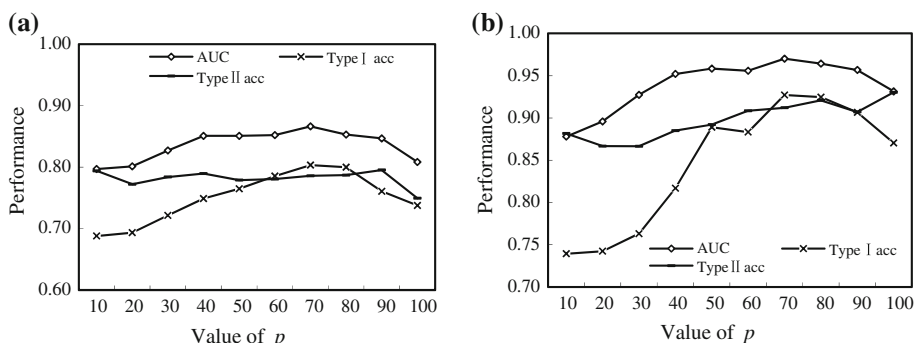 (a)
1.00
0.90
0.80
0.70
0.60
Performance
AUC
Type I acc
Type II acc
10 20 30 40 50 60 70 80 90 100
Value of p
(b)
1.00
0.95
0.90
0.85
0.80
0.75
0.70
Performance
AUC
Type I acc
Type II acc
10 20 30 40 50 60 70 80 90 100
Value of p